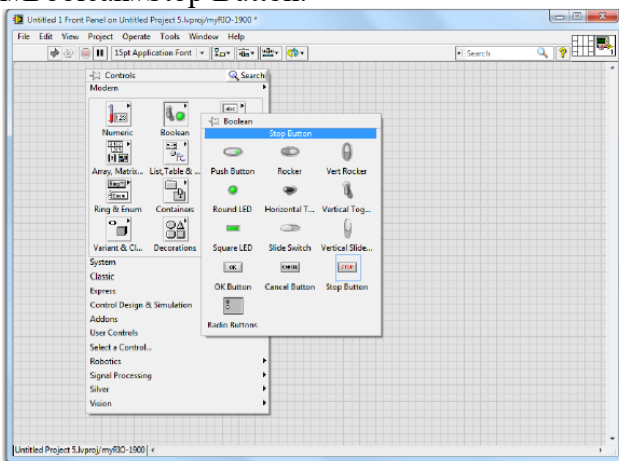 Untitled 1 Front Panel on Untitled Project 5.lvproj/myRIO-1900 *
File Edit View Project Operate Tools Window Help
15pt Application Font Search
Controls Search
Modern
Numeric Boolean
Array, Matrix... List, Table & ...
Ring & Enum Containers
Variant & Cl... Decorations
System
Classic
Express
Control Design & Simulation
Addons
User Controls
Select a Control...
Robotics
Signal Processing
Silver
Vision
Boolean
Stop Button
Push Button Rocker Vert Rocker
Round LED Horizontal T... Vertical Tog...
Square LED Slide Switch Vertical Slide...
OK CANCEL STOP
OK Button Cancel Button Stop Button
Radio Buttons
Untitled Project 5.lvproj/myRIO-1900